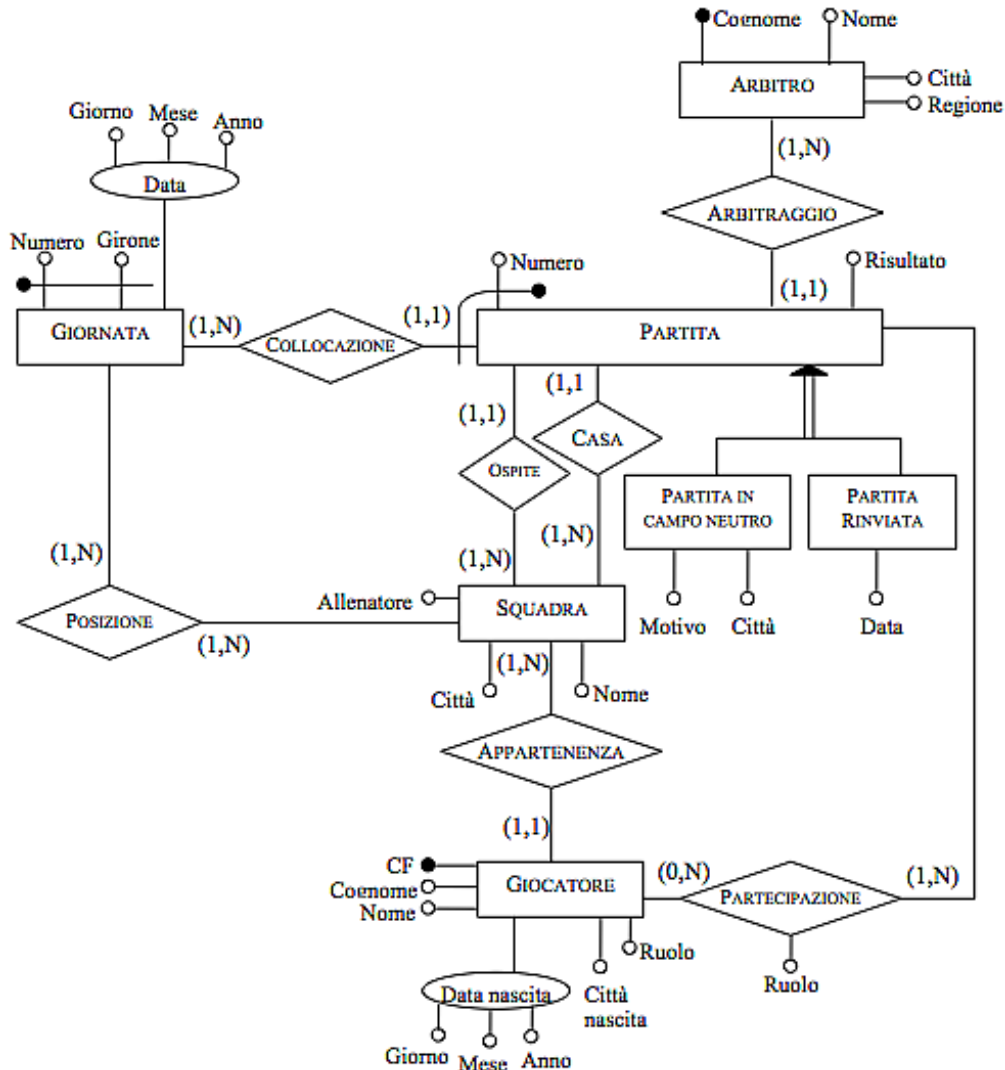 Cognome
Nome
ARBITRO
Città
Regione
(1,N)
ARBITRAGGIO
(1,1)
Risultato
Giorno
Mese
Anno
Data
Numero
Girone
GIORNATA
(1,N)
COLLOCAZIONE
(1,1)
Numero
PARTITA
(1,1)
OSPITE
(1,N)
(1,1
CASA
(1,N)
PARTITA IN
CAMPO NEUTRO
Motivo
Città
PARTITA
RINVIATA
Data
(1,N)
POSIZIONE
(1,N)
Allenatore
SQUADRA
Città
Nome
(1,N)
APPARTENENZA
(1,1)
CF
Cognome
Nome
GIOCATORE
(0,N)
PARTECIPAZIONE
(1,N)
Ruolo
Ruolo
Città
nascita
Data nascita
Giorno
Mese
Anno